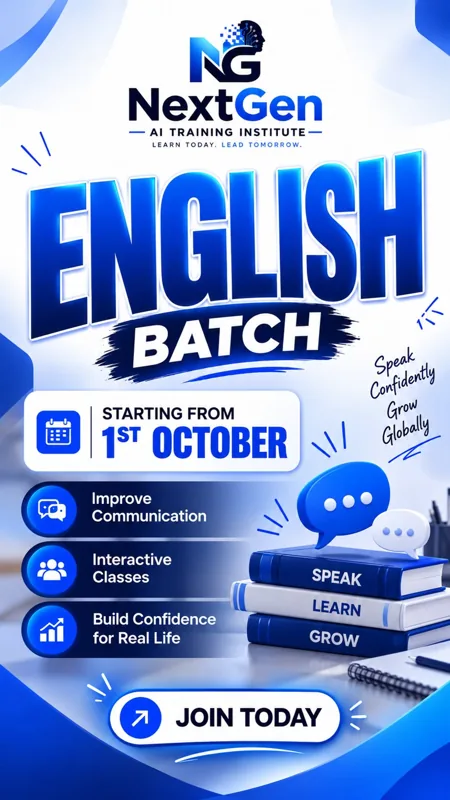 NG
NextGen
AI TRAINING INSTITUTE
LEARN TODAY. LEAD TOMORROW.
ENGLISH
BATCH
Speak
Confidently
Grow
Globally
STARTING FROM
1ST OCTOBER
Improve
Communication
Interactive
Classes
Build Confidence
for Real Life
SPEAK
LEARN
GROW
JOIN TODAY